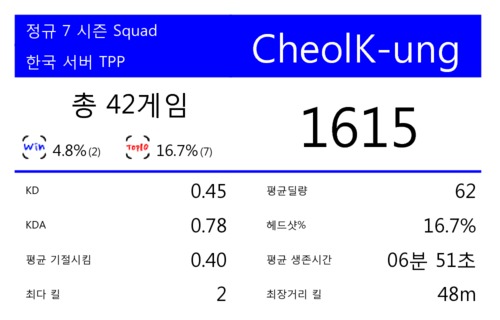 정규 7 시즌 Squad
한국 서버 TPP
CheolK-ung
총 42게임
Win 4.8%(2) TOP10 16.7%(7)
1615
KD 0.45
평균딜량 62
KDA 0.78
헤드샷% 16.7%
평균 기절시킴 0.40
평균 생존시간 06분 51초
최다 킬 2
최장거리 킬 48m